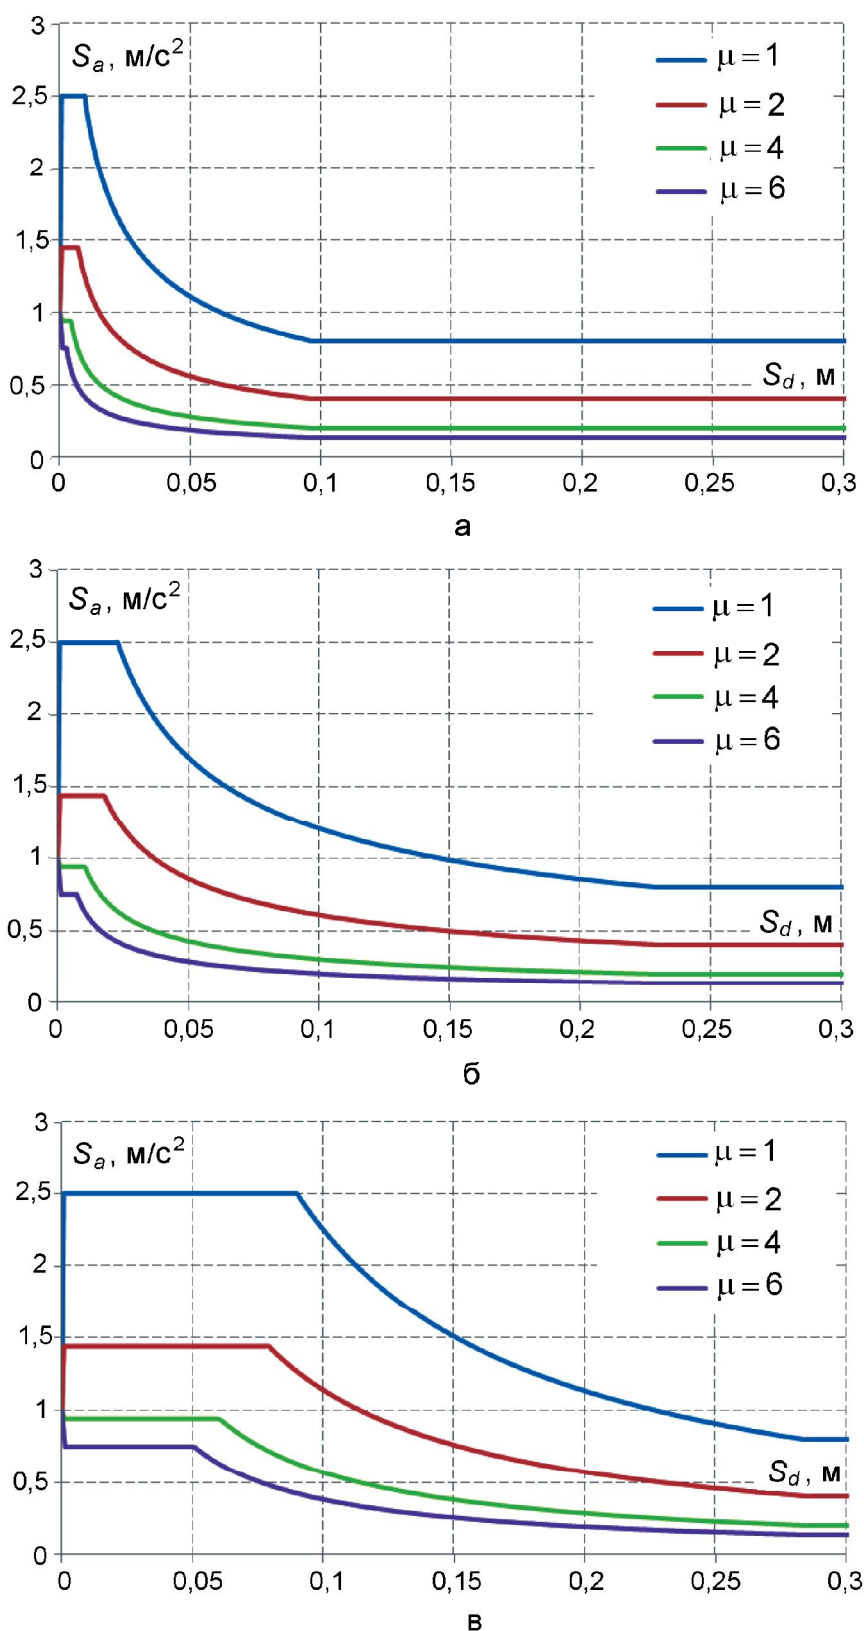 3
Sₐ, м/с²
μ = 1
2,5
μ = 2
μ = 4
2
μ = 6
1,5
1
0,5
S_d, м
0
0 0,05 0,1 0,15 0,2 0,25 0,3
а
3
Sₐ, м/с²
μ = 1
2,5
μ = 2
2
μ = 4
μ = 6
1,5
1
0,5
S_d, м
0
0 0,05 0,1 0,15 0,2 0,25 0,3
б
3
Sₐ, м/с²
μ = 1
2,5
μ = 2
2
μ = 4
μ = 6
1,5
1
0,5
S_d, м
0
0 0,05 0,1 0,15 0,2 0,25 0,3
в